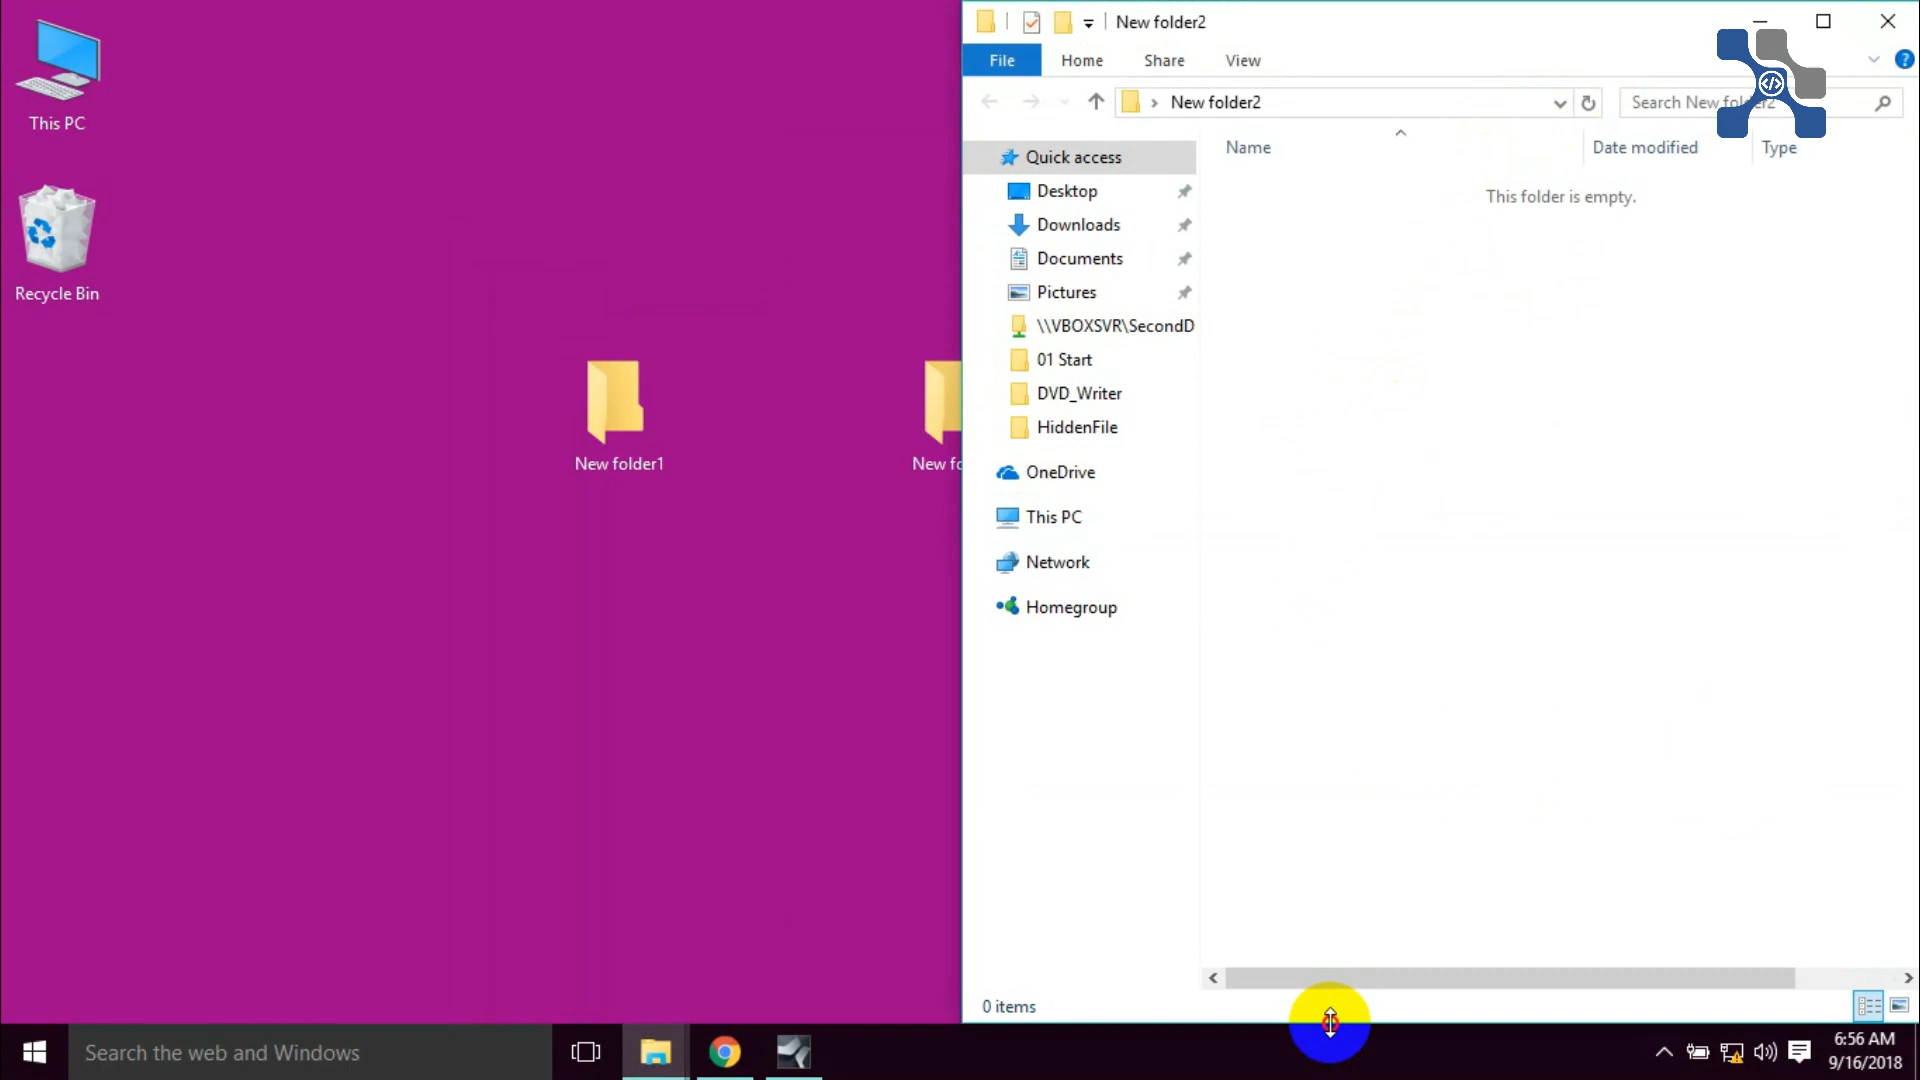 This PC
Recycle Bin
New folder1
New fo
New folder2
File
Home
Share
View
?
New folder2
Search New folder2
</>
Name
Date modified
Type
This folder is empty.
Quick access
Desktop
Downloads
Documents
Pictures
\\VBOXSVR\SecondD
01 Start
DVD_Writer
HiddenFile
OneDrive
This PC
Network
Homegroup
0 items
Search the web and Windows
6:56 AM
9/16/2018